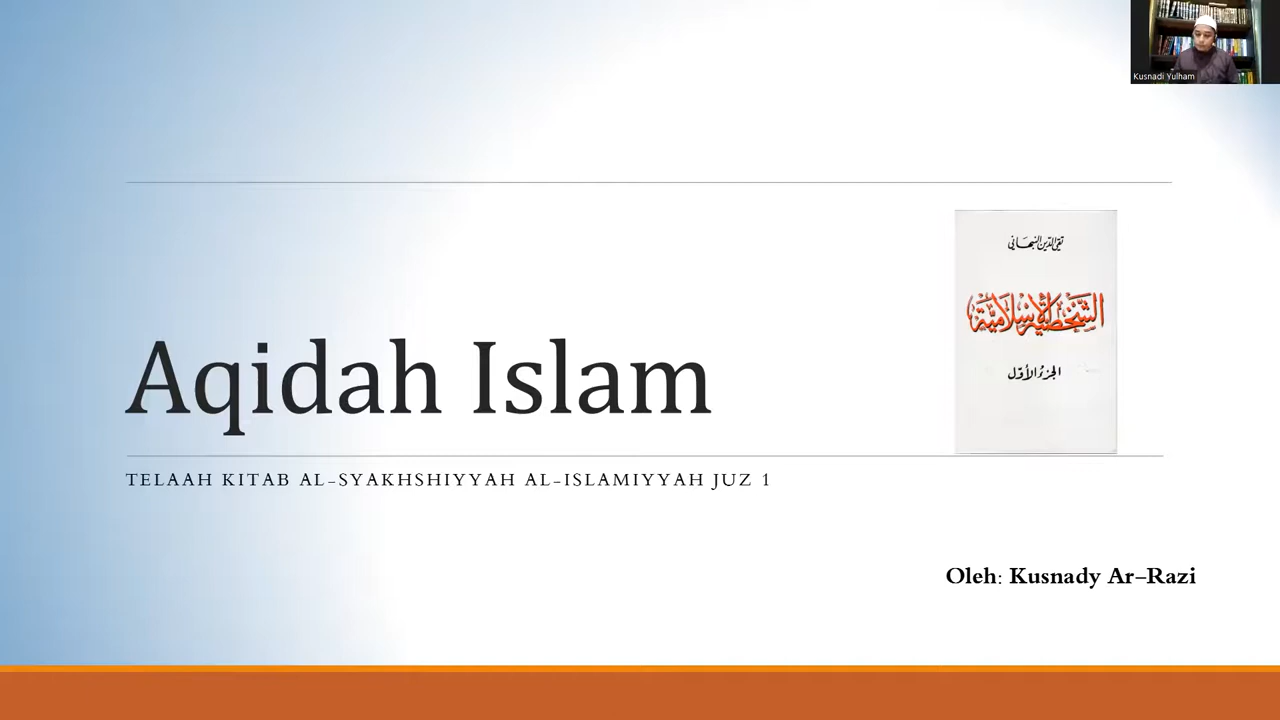 Kusnadi Yulham
تقي الدين النبهاني
الشخصية الإسلامية
الجزء الأول
Aqidah Islam
TELAAH KITAB AL-SYAKHSHIYYAH AL-ISLAMIYYAH JUZ 1
Oleh: Kusnady Ar-Razi